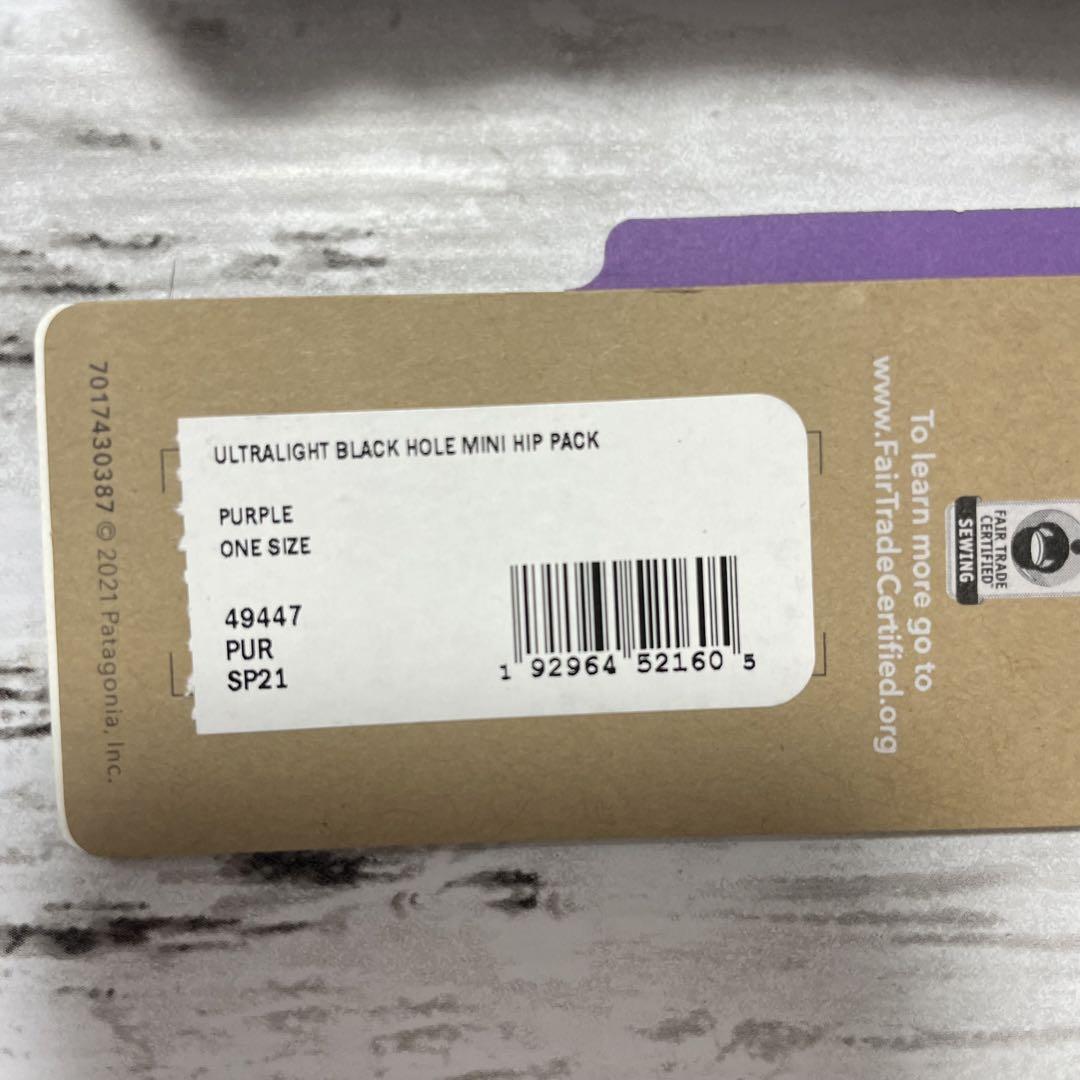 ULTRALIGHT BLACK HOLE MINI HIP PACK
PURPLE
ONE SIZE
49447
PUR
SP21
1 92964 52160 5
7017430387 © 2021 Patagonia, Inc.
To learn more go to
www.FairTradeCertified.org
FAIR TRADE
CERTIFIED™
SEWING